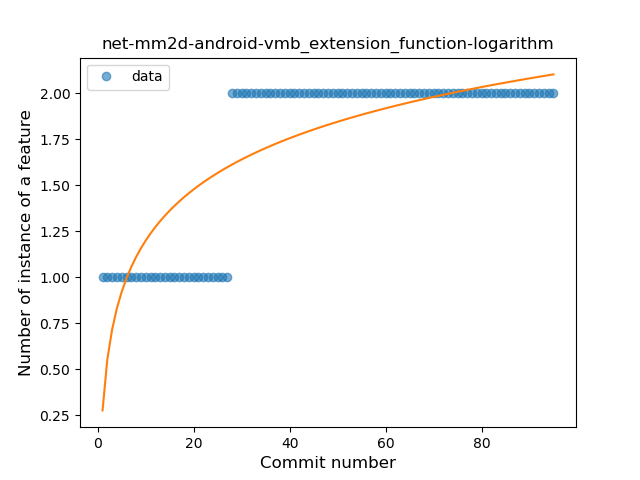 net-mm2d-android-vmb_extension_function-logarithm
data
Number of instance of a feature
2.00
1.75
1.50
1.25
1.00
0.75
0.50
0.25
0 20 40 60 80
Commit number